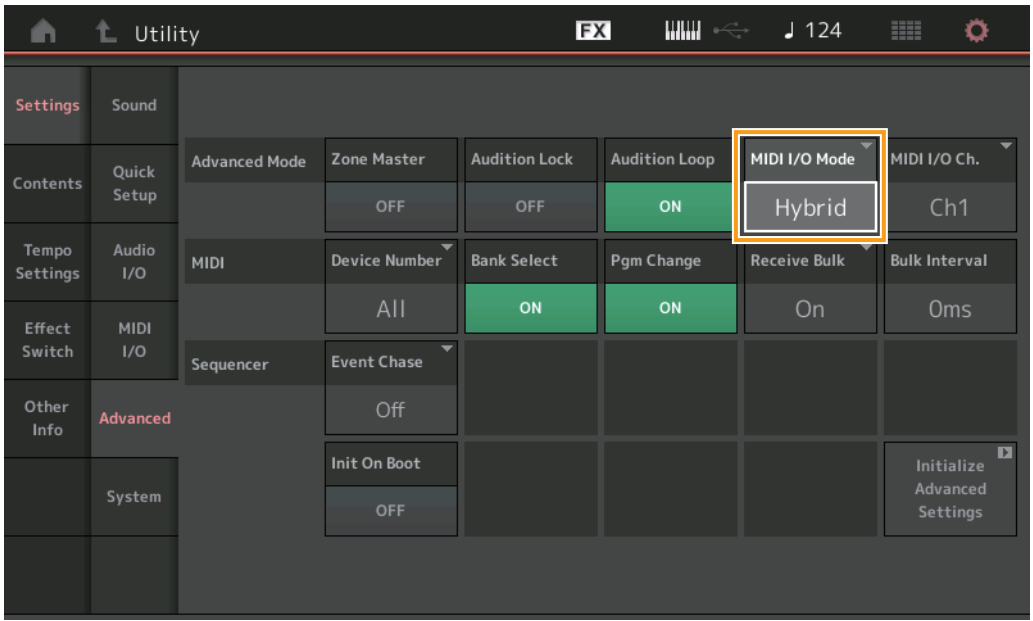 Utility
FX
♩ 124
Settings
Sound
Contents
Quick
Setup
Tempo
Settings
Audio
I/O
Effect
Switch
MIDI
I/O
Other
Info
Advanced
System
Advanced Mode
Zone Master
OFF
Audition Lock
OFF
Audition Loop
ON
MIDI I/O Mode
Hybrid
MIDI I/O Ch.
Ch1
MIDI
Device Number
All
Bank Select
ON
Pgm Change
ON
Receive Bulk
On
Bulk Interval
0ms
Sequencer
Event Chase
Off
Init On Boot
OFF
Initialize
Advanced
Settings